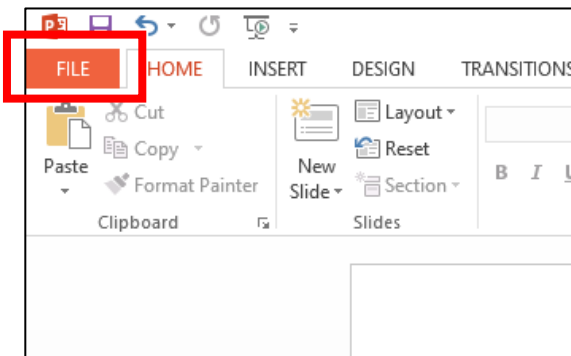 P
FILE HOME INSERT DESIGN TRANSITIONS
Cut
Copy
Paste
Format Painter
Clipboard
New
Slide
Layout
Reset
Section
Slides
B I U